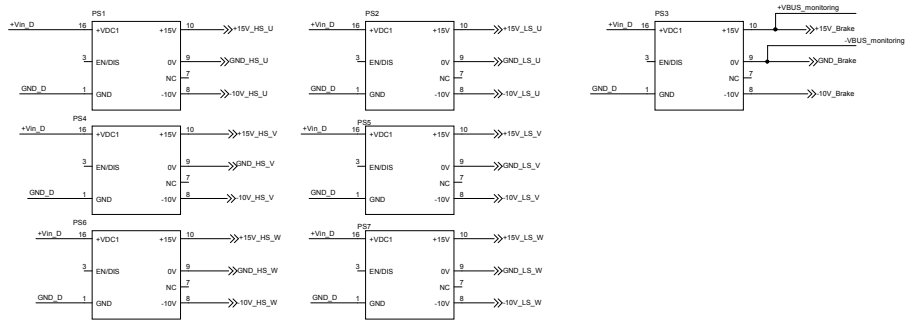 PS1
+Vin_D 16 +VDC1 +15V 10 +15V_HS_U
3 EN/DIS 0V 9 GND_HS_U
NC 7
GND_D 1 GND -10V 8 -10V_HS_U
PS2
+Vin_D 16 +VDC1 +15V 10 +15V_LS_U
3 EN/DIS 0V 9 GND_LS_U
NC 7
GND_D 1 GND -10V 8 -10V_LS_U
PS3
+VBUS_monitoring
+Vin_D 16 +VDC1 +15V 10 +15V_Brake
-VBUS_monitoring
3 EN/DIS 0V 9 GND_Brake
NC 7
GND_D 1 GND -10V 8 -10V_Brake
PS4
+Vin_D 16 +VDC1 +15V 10 +15V_HS_V
3 EN/DIS 0V 9 GND_HS_V
NC 7
GND_D 1 GND -10V 8 -10V_HS_V
PS5
+Vin_D 16 +VDC1 +15V 10 +15V_LS_V
3 EN/DIS 0V 9 GND_LS_V
NC 7
GND_D 1 GND -10V 8 -10V_LS_V
PS6
+Vin_D 16 +VDC1 +15V 10 +15V_HS_W
3 EN/DIS 0V 9 GND_HS_W
NC 7
GND_D 1 GND -10V 8 -10V_HS_W
PS7
+Vin_D 16 +VDC1 +15V 10 +15V_LS_W
3 EN/DIS 0V 9 GND_LS_W
NC 7
GND_D 1 GND -10V 8 -10V_LS_W